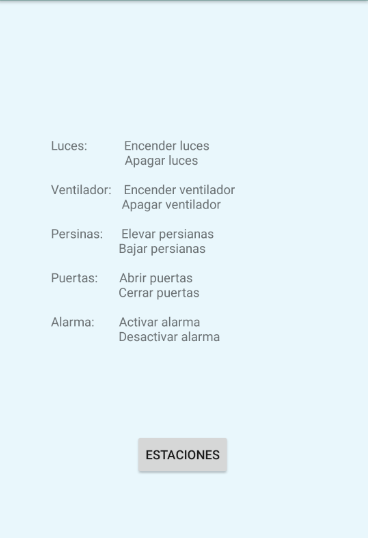 Luces: Encender luces
Apagar luces
Ventilador: Encender ventilador
Apagar ventilador
Persinas: Elevar persianas
Bajar persianas
Puertas: Abrir puertas
Cerrar puertas
Alarma: Activar alarma
Desactivar alarma
ESTACIONES